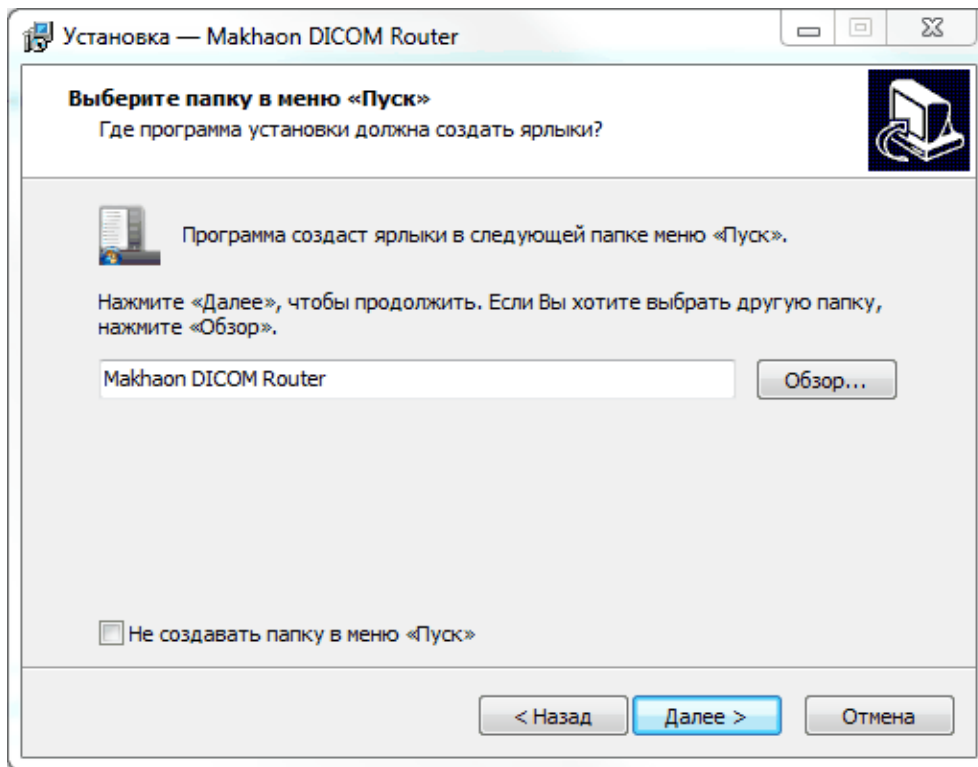 Установка — Makhaon DICOM Router
Выберите папку в меню «Пуск»
Где программа установки должна создать ярлыки?
Программа создаст ярлыки в следующей папке меню «Пуск».
Нажмите «Далее», чтобы продолжить. Если Вы хотите выбрать другую папку,
нажмите «Обзор».
Makhaon DICOM Router
Обзор...
Не создавать папку в меню «Пуск»
< Назад
Далее >
Отмена